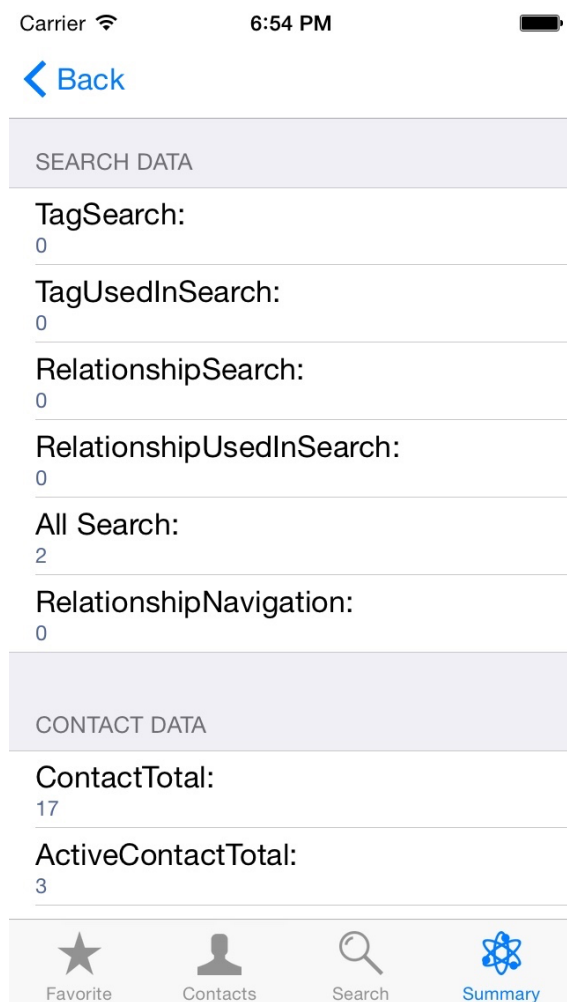 Carrier 6:54 PM
Back
SEARCH DATA
TagSearch:
0
TagUsedInSearch:
0
RelationshipSearch:
0
RelationshipUsedInSearch:
0
All Search:
2
RelationshipNavigation:
0
CONTACT DATA
ContactTotal:
17
ActiveContactTotal:
3
Favorite Contacts Search Summary